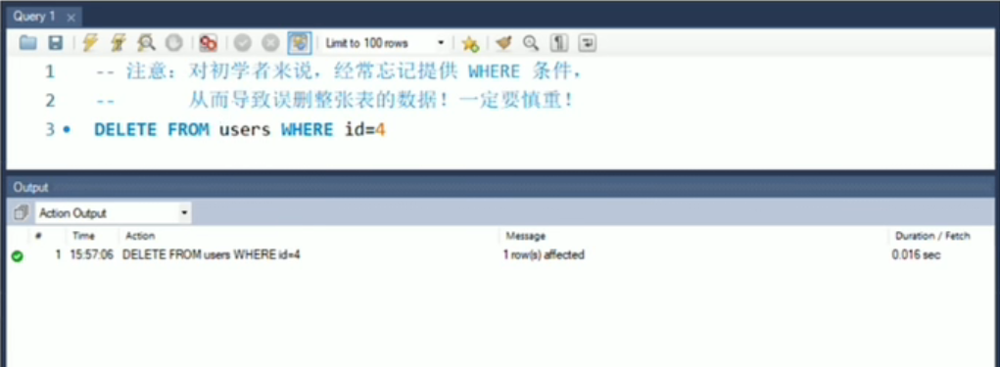 Query 1
Limit to 100 rows
1 -- 注意：对初学者来说，经常忘记提供 WHERE 条件，
2 -- 从而导致误删整张表的数据！一定要慎重！
3 DELETE FROM users WHERE id=4
Output
Action Output
# Time Action Message Duration / Fetch
1 15:57:06 DELETE FROM users WHERE id=4 1 row(s) affected 0.016 sec